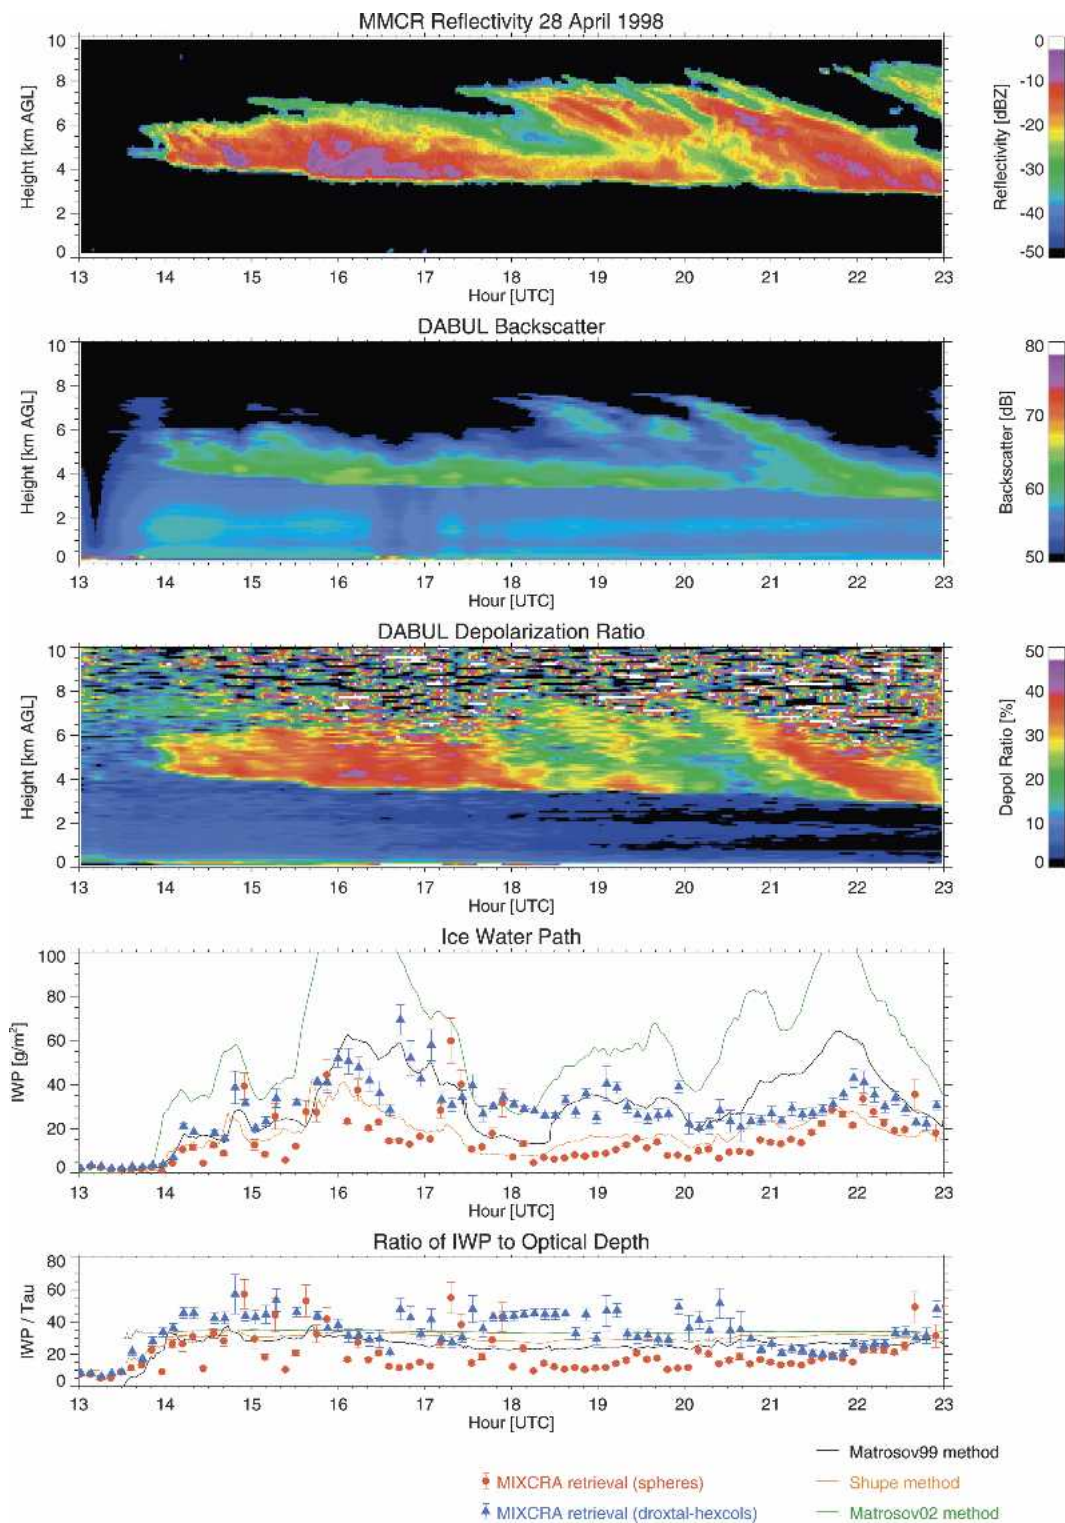 MMCR Reflectivity 28 April 1998
Height [km AGL]
10
8
6
4
2
0
13 14 15 16 17 18 19 20 21 22 23
Hour [UTC]
Reflectivity [dBZ]
0
-10
-20
-30
-40
-50
DABUL Backscatter
Height [km AGL]
10
8
6
4
2
0
13 14 15 16 17 18 19 20 21 22 23
Hour [UTC]
Backscatter [dB]
80
70
60
50
DABUL Depolarization Ratio
Height [km AGL]
10
8
6
4
2
0
13 14 15 16 17 18 19 20 21 22 23
Hour [UTC]
Depol Ratio [%]
50
40
30
20
10
0
Ice Water Path
IWP [g/m²]
100
80
60
40
20
0
13 14 15 16 17 18 19 20 21 22 23
Hour [UTC]
Ratio of IWP to Optical Depth
IWP / Tau
80
60
40
20
0
13 14 15 16 17 18 19 20 21 22 23
Hour [UTC]
Matrosov99 method
MIXCRA retrieval (spheres) Shupe method
MIXCRA retrieval (droxtal-hexcols) Matrosov02 method